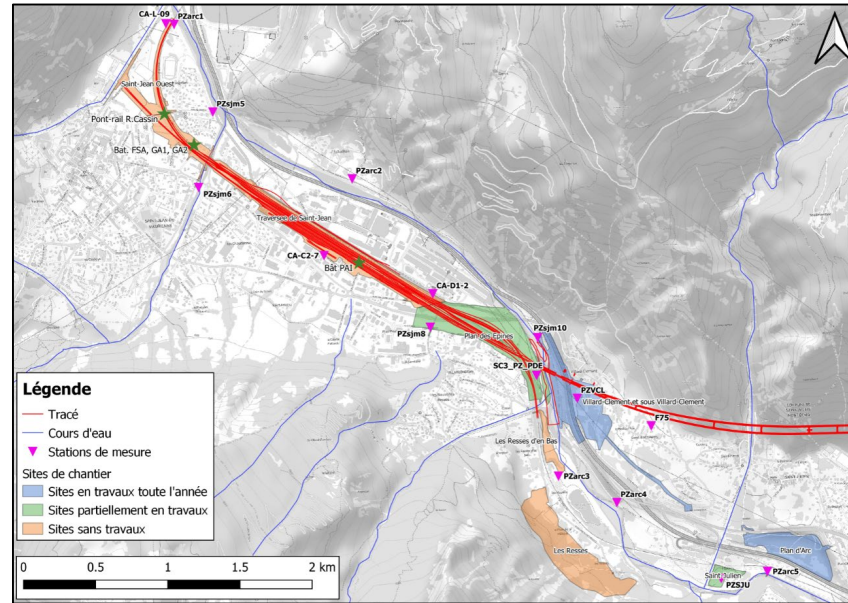 CA-L-09
PZarc1
Saint-Jean Ouest
PZsjm5
Pont-rail R.Cassin
Bat. FSA, GA1, GA2
PZarc2
PZsjm6
Traversée de Saint-Jean
CA-C2-7
Bât PAI
CA-D1-2
PZsjm8
Plan des Epines
PZsjm10
SC3_PZ_PDE
PZVCL
Villard-Clement et sous Villard-Clement
F75
Les Resses d'en Bas
PZarc3
PZarc4
Les Resses
Plan d'Arc
Saint Julien
PZSJU
PZarc5
Légende
Tracé
Cours d'eau
Stations de mesure
Sites de chantier
Sites en travaux toute l'année
Sites partiellement en travaux
Sites sans travaux
0 0.5 1 1.5 2 km